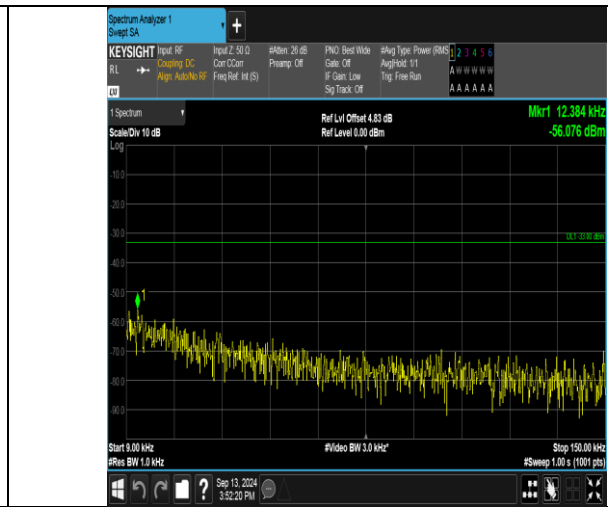 Spectrum Analyzer 1
Swept SA
+
KEYSIGHT Input: RF Input Z: 50 Ω #Atten: 26 dB PNO: Best Wide #Avg Type: Power (RMS 1 2 3 4 5 6
RL Coupling: DC Corr CCorr Preamp: Off Gate: Off Avg|Hold: 1/1 A W W W W W
Align: Auto/No RF Freq Ref: Int (S) IF Gain: Low Trig: Free Run
Sig Track: Off A A A A A A
1 Spectrum
Ref Lvl Offset 4.83 dB Mkr1 12.384 kHz
Scale/Div 10 dB Ref Level 0.00 dBm -56.076 dBm
Log
-10.0
-20.0
-30.0
DL1 -33.00 dBm
-40.0
-50.0
1
-60.0
-70.0
-80.0
-90.0
Start 9.00 kHz #Video BW 3.0 kHz* Stop 150.00 kHz
#Res BW 1.0 kHz #Sweep 1.00 s (1001 pts)
? Sep 13, 2024
3:52:20 PM